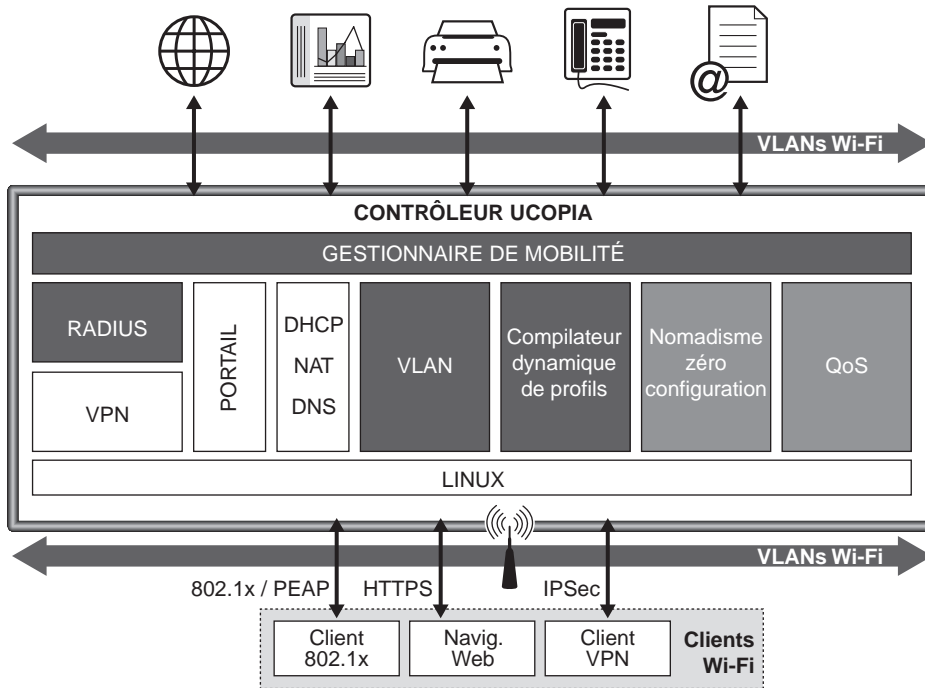 @
VLANs Wi-Fi
CONTRÔLEUR UCOPIA
GESTIONNAIRE DE MOBILITÉ
RADIUS
VPN
PORTAIL
DHCP
NAT
DNS
VLAN
Compilateur
dynamique
de profils
Nomadisme
zéro
configuration
QoS
LINUX
VLANs Wi-Fi
802.1x / PEAP
HTTPS
IPSec
Client
802.1x
Navig.
Web
Client
VPN
Clients
Wi-Fi